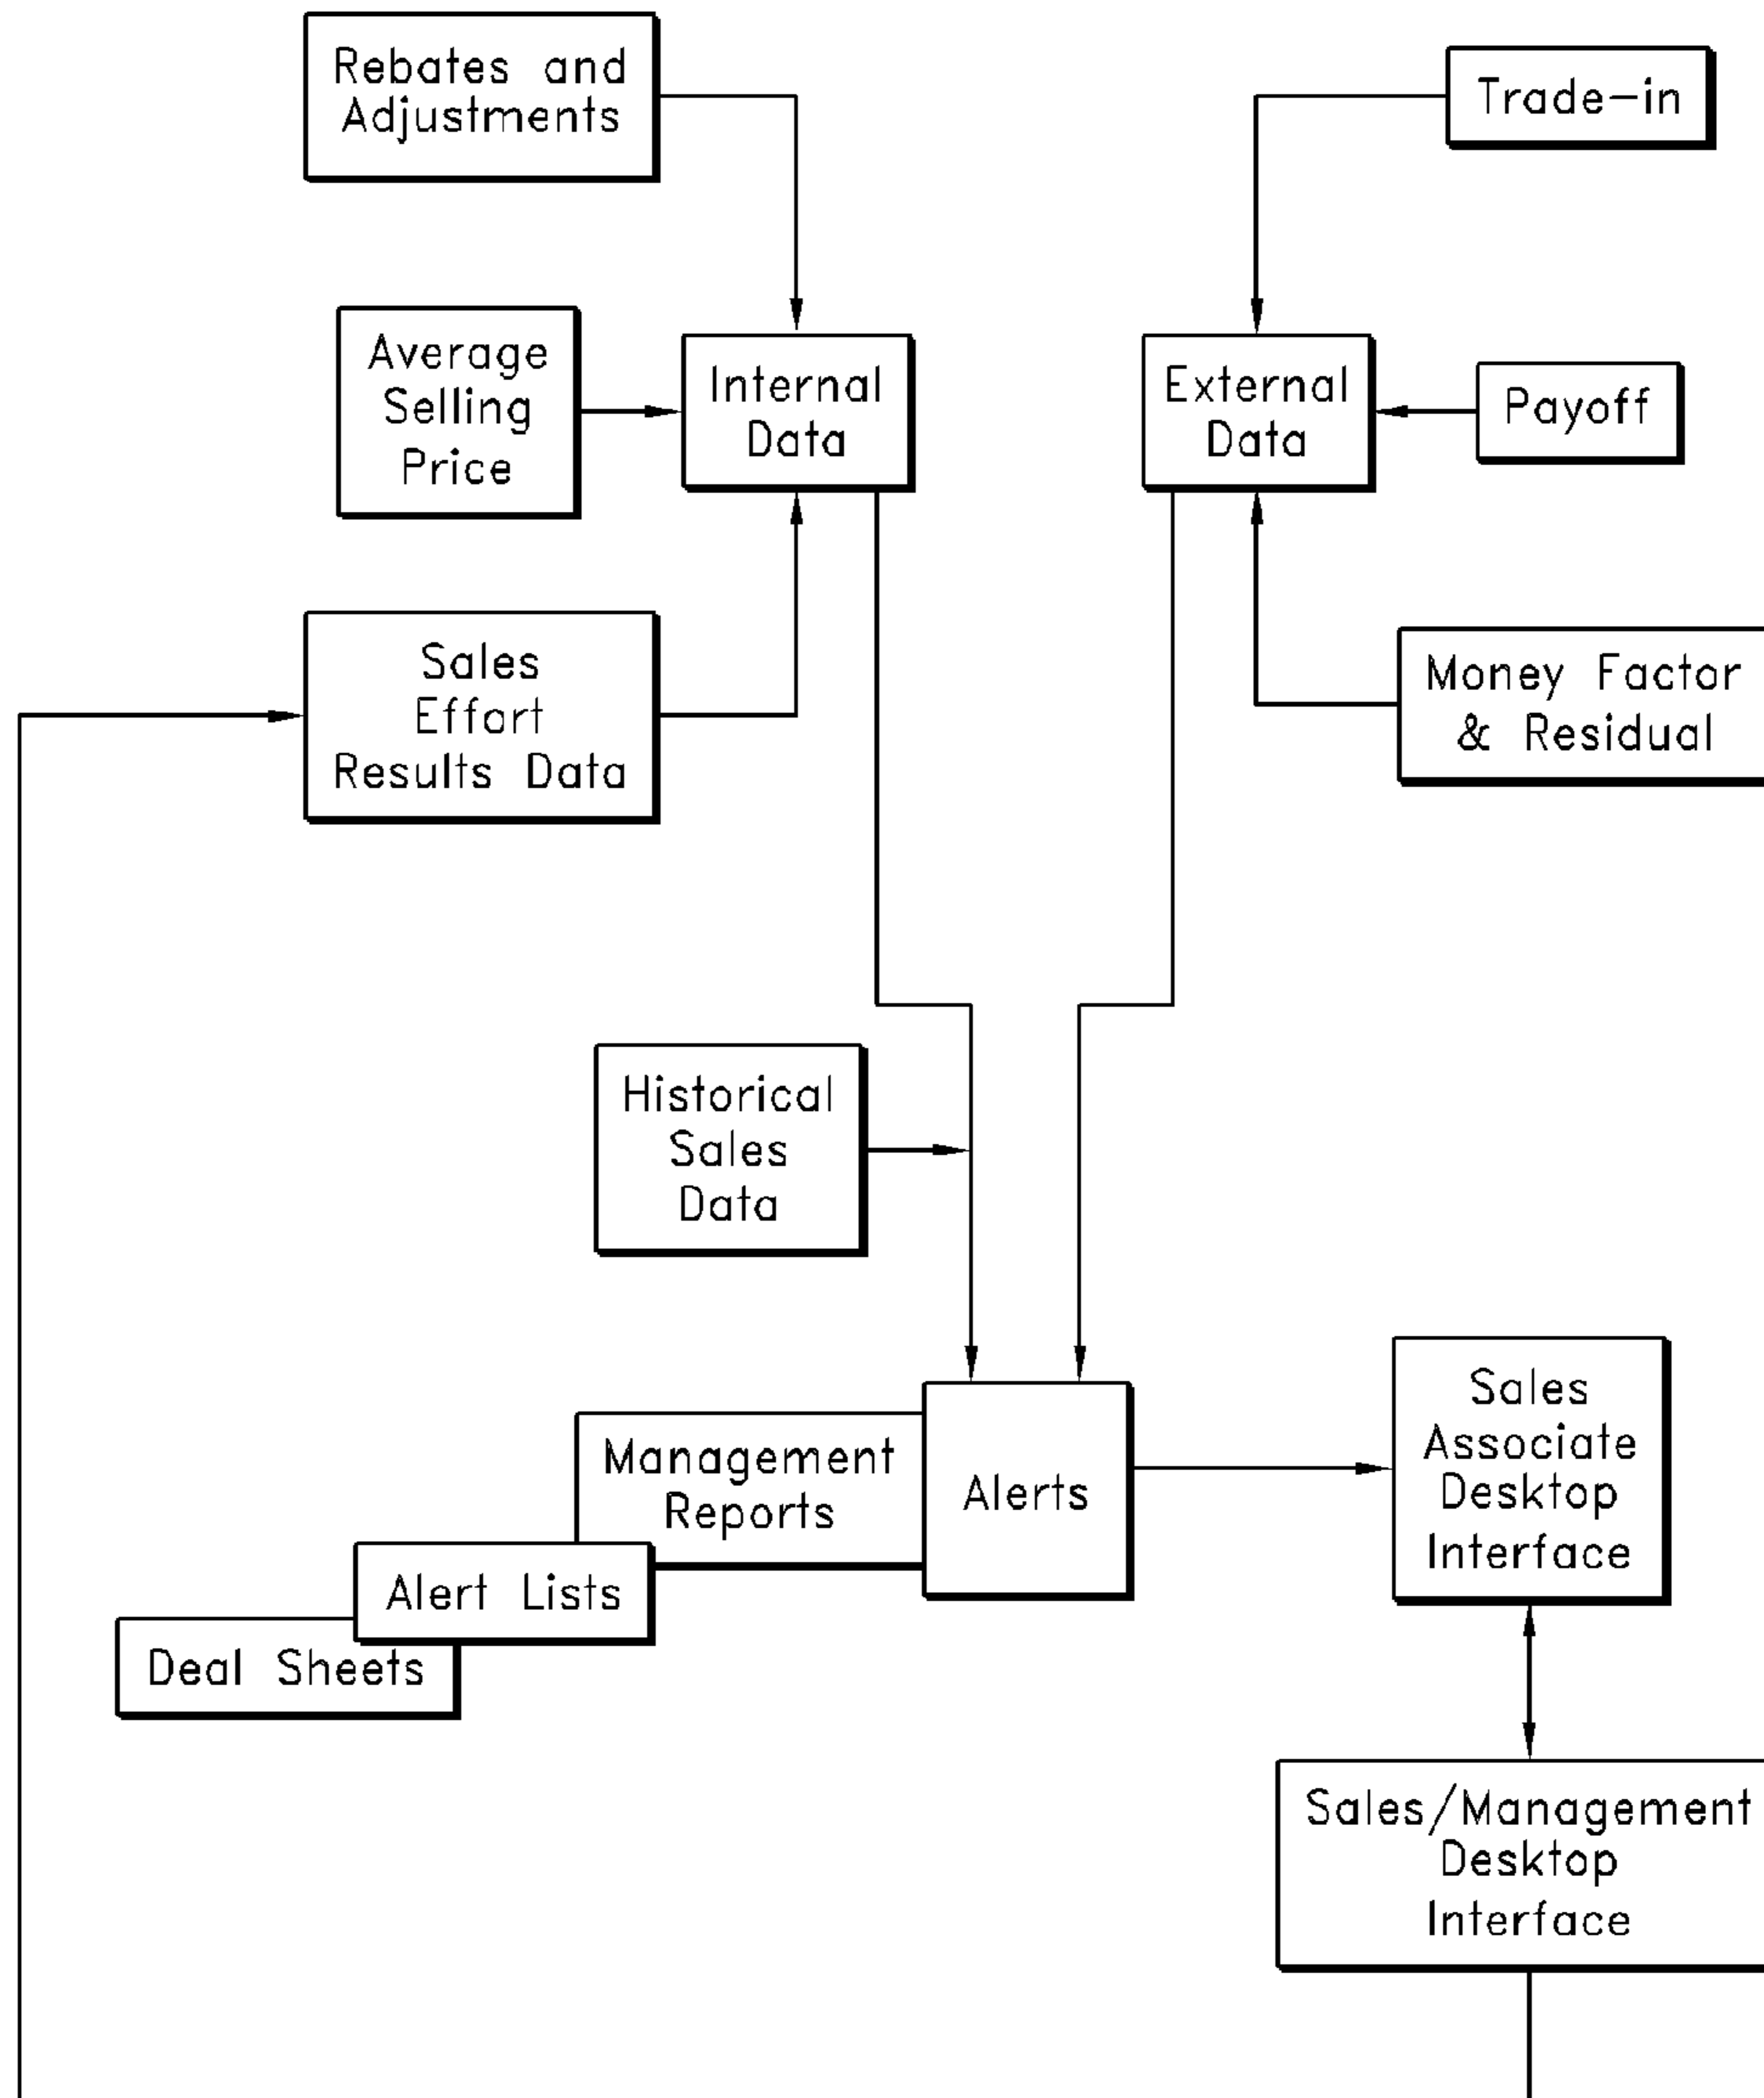 Rebates and
Adjustments
Trade-in
Average
Selling
Price
Internal
Data
External
Data
Payoff
Sales
Effort
Results Data
Money Factor
& Residual
Historical
Sales
Data
Management
Reports
Alerts
Sales
Associate
Desktop
Interface
Alert Lists
Deal Sheets
Sales/Management
Desktop
Interface